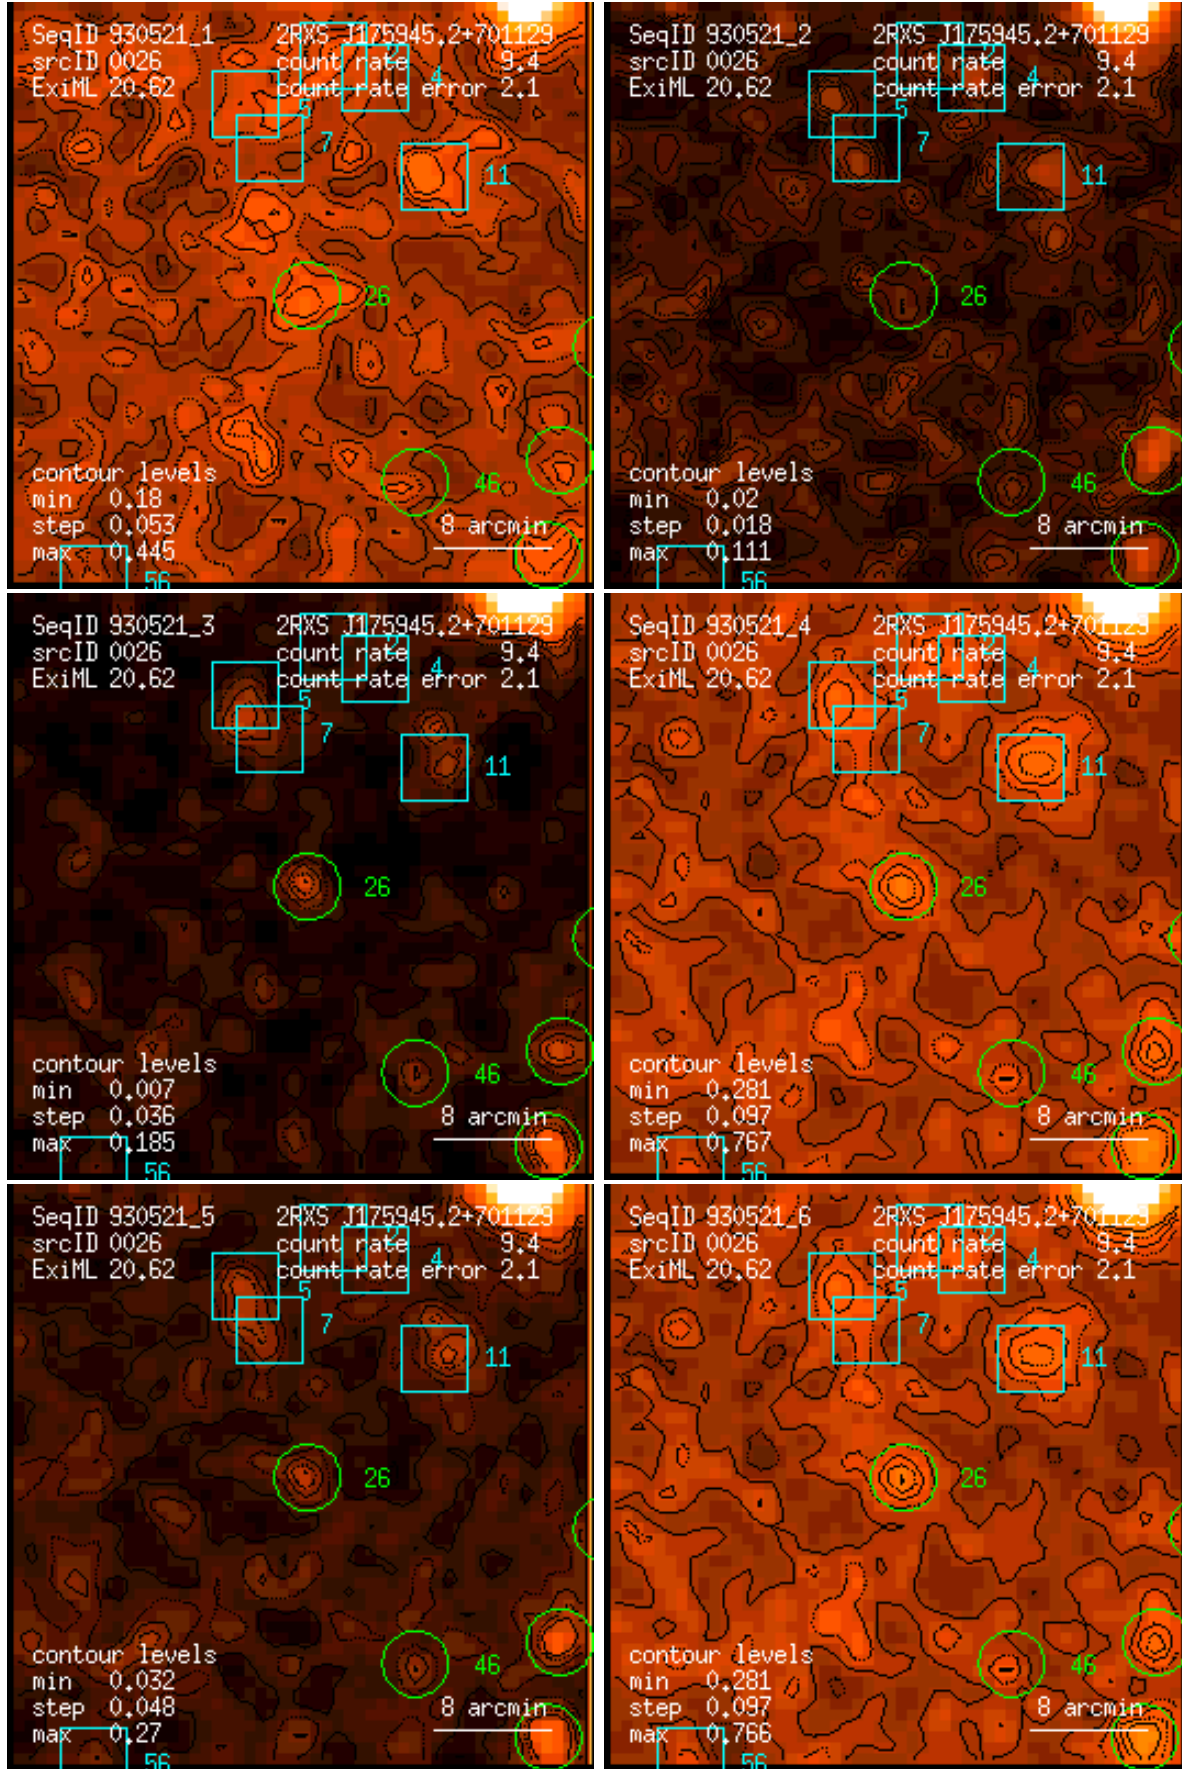 SeqID 930521_1 2RXS J175945.2+701129
srcID 0026 count rate 9.4
ExiML 20.62 count rate error 2.1
4
5
7
11
26
46
contour levels
min 0.18
step 0.053
max 0.445
8 arcmin
56
SeqID 930521_2 2RXS J175945.2+701129
srcID 0026 count rate 9.4
ExiML 20.62 count rate error 2.1
4
5
7
11
26
46
contour levels
min 0.02
step 0.018
max 0.111
8 arcmin
56
SeqID 930521_3 2RXS J175945.2+701129
srcID 0026 count rate 9.4
ExiML 20.62 count rate error 2.1
4
5
7
11
26
46
contour levels
min 0.007
step 0.036
max 0.185
8 arcmin
56
SeqID 930521_4 2RXS J175945.2+701129
srcID 0026 count rate 9.4
ExiML 20.62 count rate error 2.1
4
5
7
11
26
46
contour levels
min 0.281
step 0.097
max 0.767
8 arcmin
56
SeqID 930521_5 2RXS J175945.2+701129
srcID 0026 count rate 9.4
ExiML 20.62 count rate error 2.1
4
5
7
11
26
46
contour levels
min 0.032
step 0.048
max 0.27
8 arcmin
56
SeqID 930521_6 2RXS J175945.2+701129
srcID 0026 count rate 9.4
ExiML 20.62 count rate error 2.1
4
5
7
11
26
46
contour levels
min 0.281
step 0.097
max 0.766
8 arcmin
56